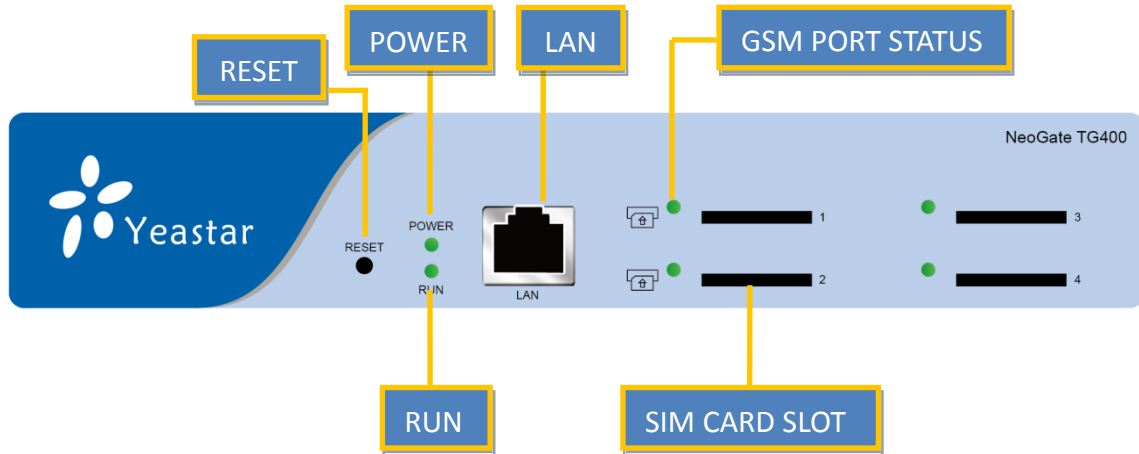 POWER
LAN
GSM PORT STATUS
RESET
NeoGate TG400
Yeastar
RESET
POWER
RUN
LAN
1
2
3
4
RUN
SIM CARD SLOT